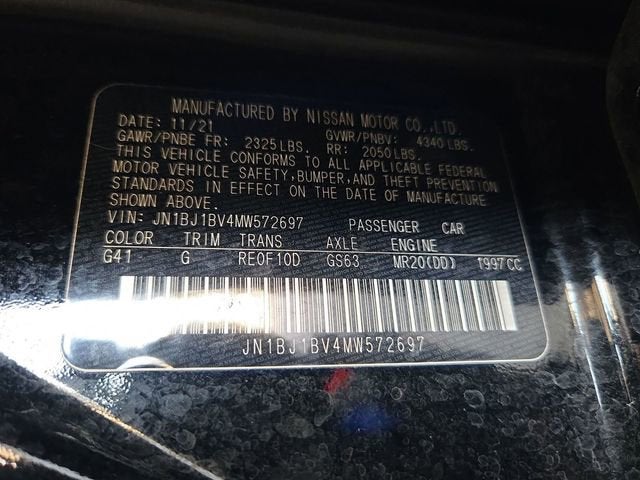 MANUFACTURED BY NISSAN MOTOR CO.,LTD.
DATE: 11/21 GVWR/PNBV: 4340 LBS.
GAWR/PNBE FR: 2325 LBS. RR: 2050 LBS.
THIS VEHICLE CONFORMS TO ALL APPLICABLE FEDERAL
MOTOR VEHICLE SAFETY, BUMPER, AND THEFT PREVENTION
STANDARDS IN EFFECT ON THE DATE OF MANUFACTURE
SHOWN ABOVE.
VIN: JN1BJ1BV4MW572697 PASSENGER CAR
COLOR TRIM TRANS AXLE ENGINE
G41 G RE0F10D GS63 MR20(DD) 1997CC
JN1BJ1BV4MW572697